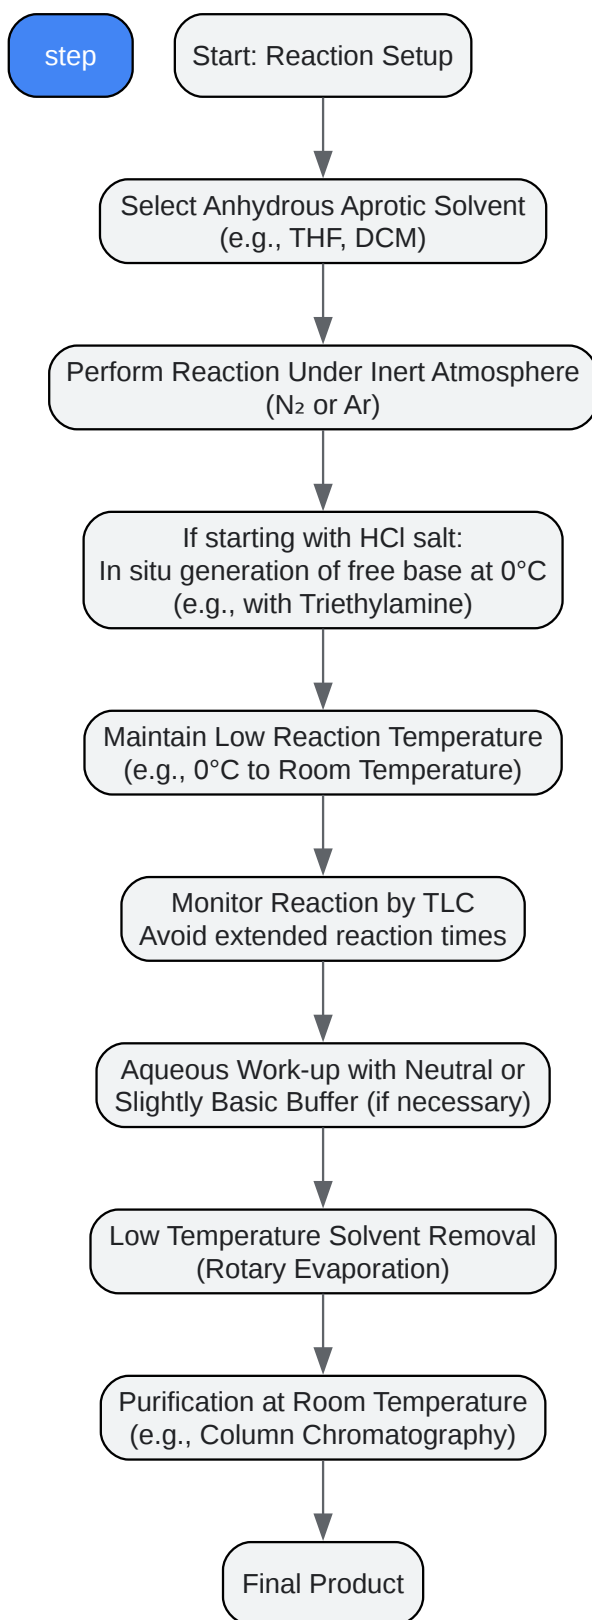 step
Start: Reaction Setup
Select Anhydrous Aprotic Solvent
(e.g., THF, DCM)
Perform Reaction Under Inert Atmosphere
(N₂ or Ar)
If starting with HCl salt:
In situ generation of free base at 0°C
(e.g., with Triethylamine)
Maintain Low Reaction Temperature
(e.g., 0°C to Room Temperature)
Monitor Reaction by TLC
Avoid extended reaction times
Aqueous Work-up with Neutral or
Slightly Basic Buffer (if necessary)
Low Temperature Solvent Removal
(Rotary Evaporation)
Purification at Room Temperature
(e.g., Column Chromatography)
Final Product